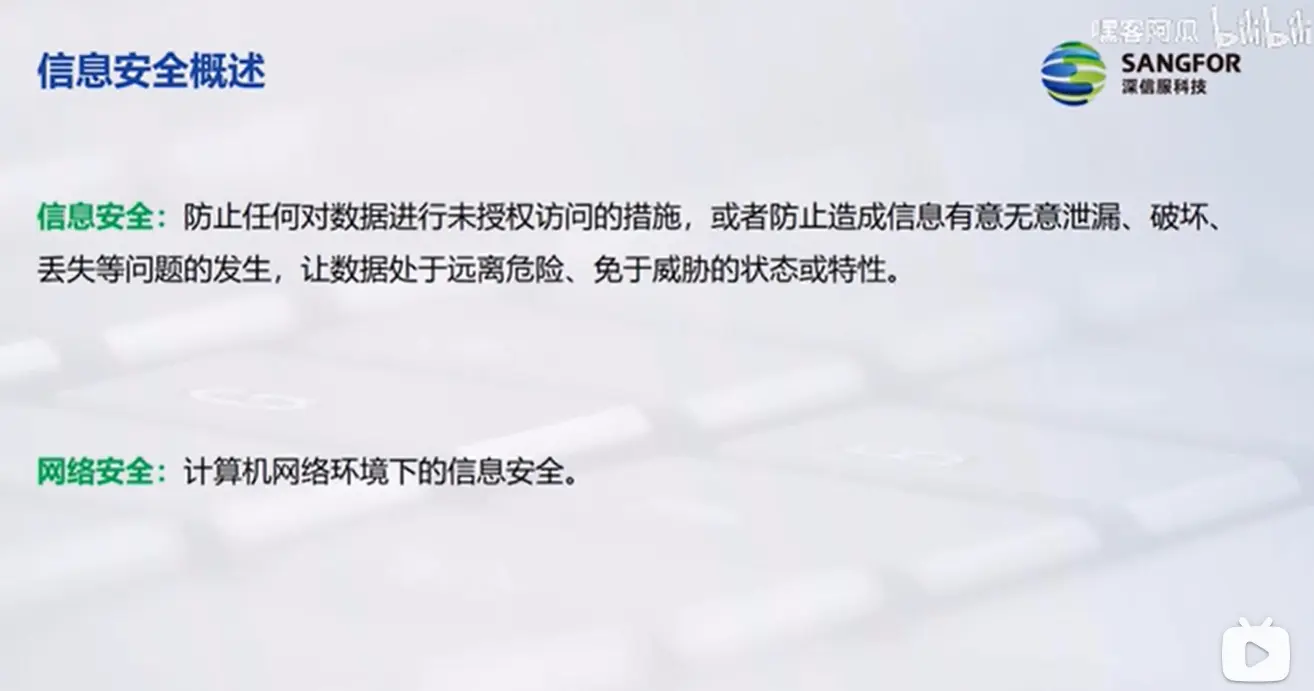 嘿客阿瓜 bilibili
信息安全概述
SANGFOR
深信服科技
信息安全：防止任何对数据进行未授权访问的措施，或者防止造成信息有意无意泄漏、破坏、
丢失等问题的发生，让数据处于远离危险、免于威胁的状态或特性。
网络安全：计算机网络环境下的信息安全。